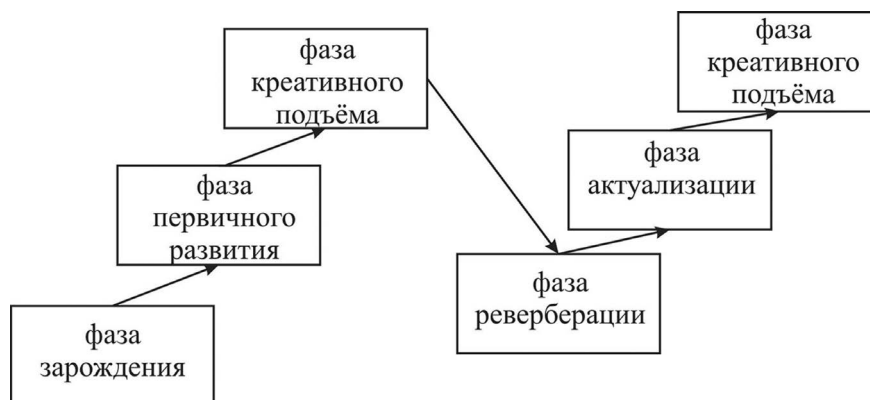 фаза
зарождения
фаза
первичного
развития
фаза
креативного
подъёма
фаза
реверберации
фаза
актуализации
фаза
креативного
подъёма